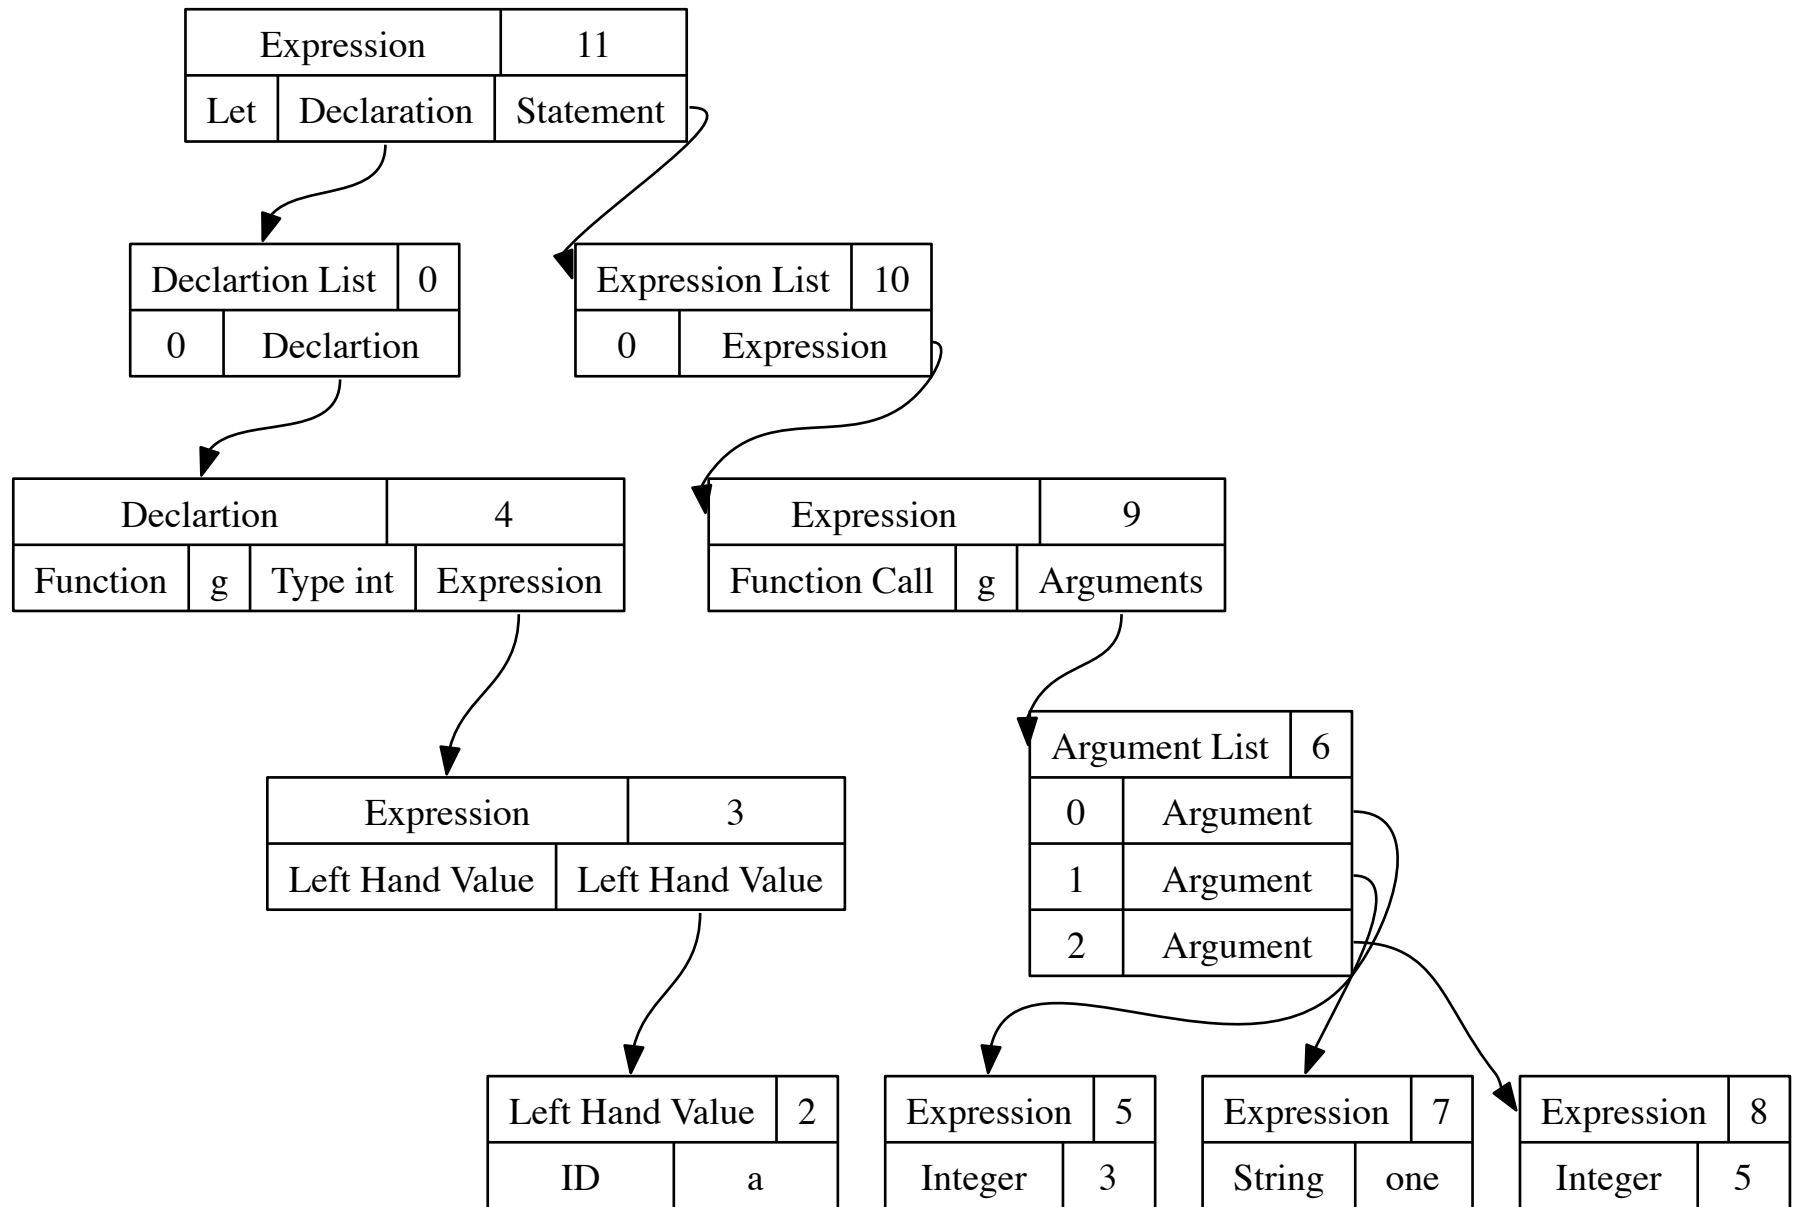 Expression 11
Let Declaration Statement
Declartion List 0
0 Declartion
Expression List 10
0 Expression
Declartion 4
Function g Type int Expression
Expression 9
Function Call g Arguments
Argument List 6
0 Argument
1 Argument
2 Argument
Expression 3
Left Hand Value Left Hand Value
Left Hand Value 2
ID a
Expression 5
Integer 3
Expression 7
String one
Expression 8
Integer 5